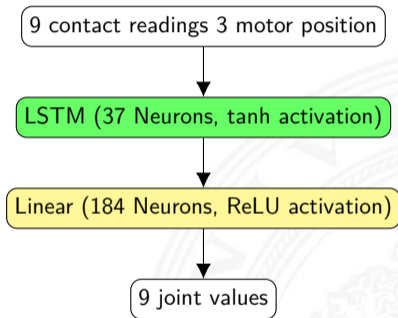 9 contact readings 3 motor position
LSTM (37 Neurons, tanh activation)
Linear (184 Neurons, ReLU activation)
9 joint values